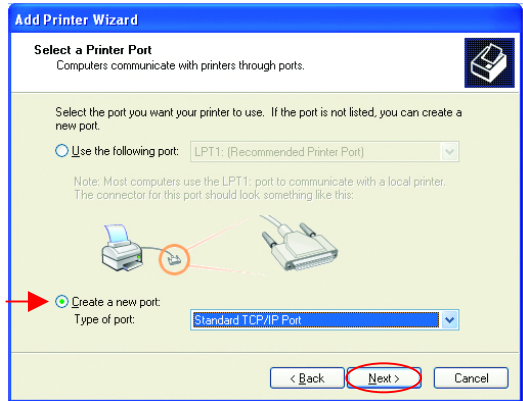 Add Printer Wizard
Select a Printer Port
Computers communicate with printers through ports.
Select the port you want your printer to use. If the port is not listed, you can create a
new port.
Use the following port: LPT1: (Recommended Printer Port)
Note: Most computers use the LPT1: port to communicate with a local printer.
The connector for this port should look something like this:
Create a new port:
Type of port: Standard TCP/IP Port
< Back Next > Cancel